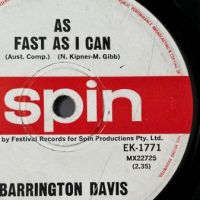 AS
FAST AS I CAN
(Aust. Comp.) (N. Kipner-M. Gibb)
spin
by Festival Records for Spin Productions Pty. Ltd.
EK-1771
MX22725
(2.35)
BARRINGTON DAVIS